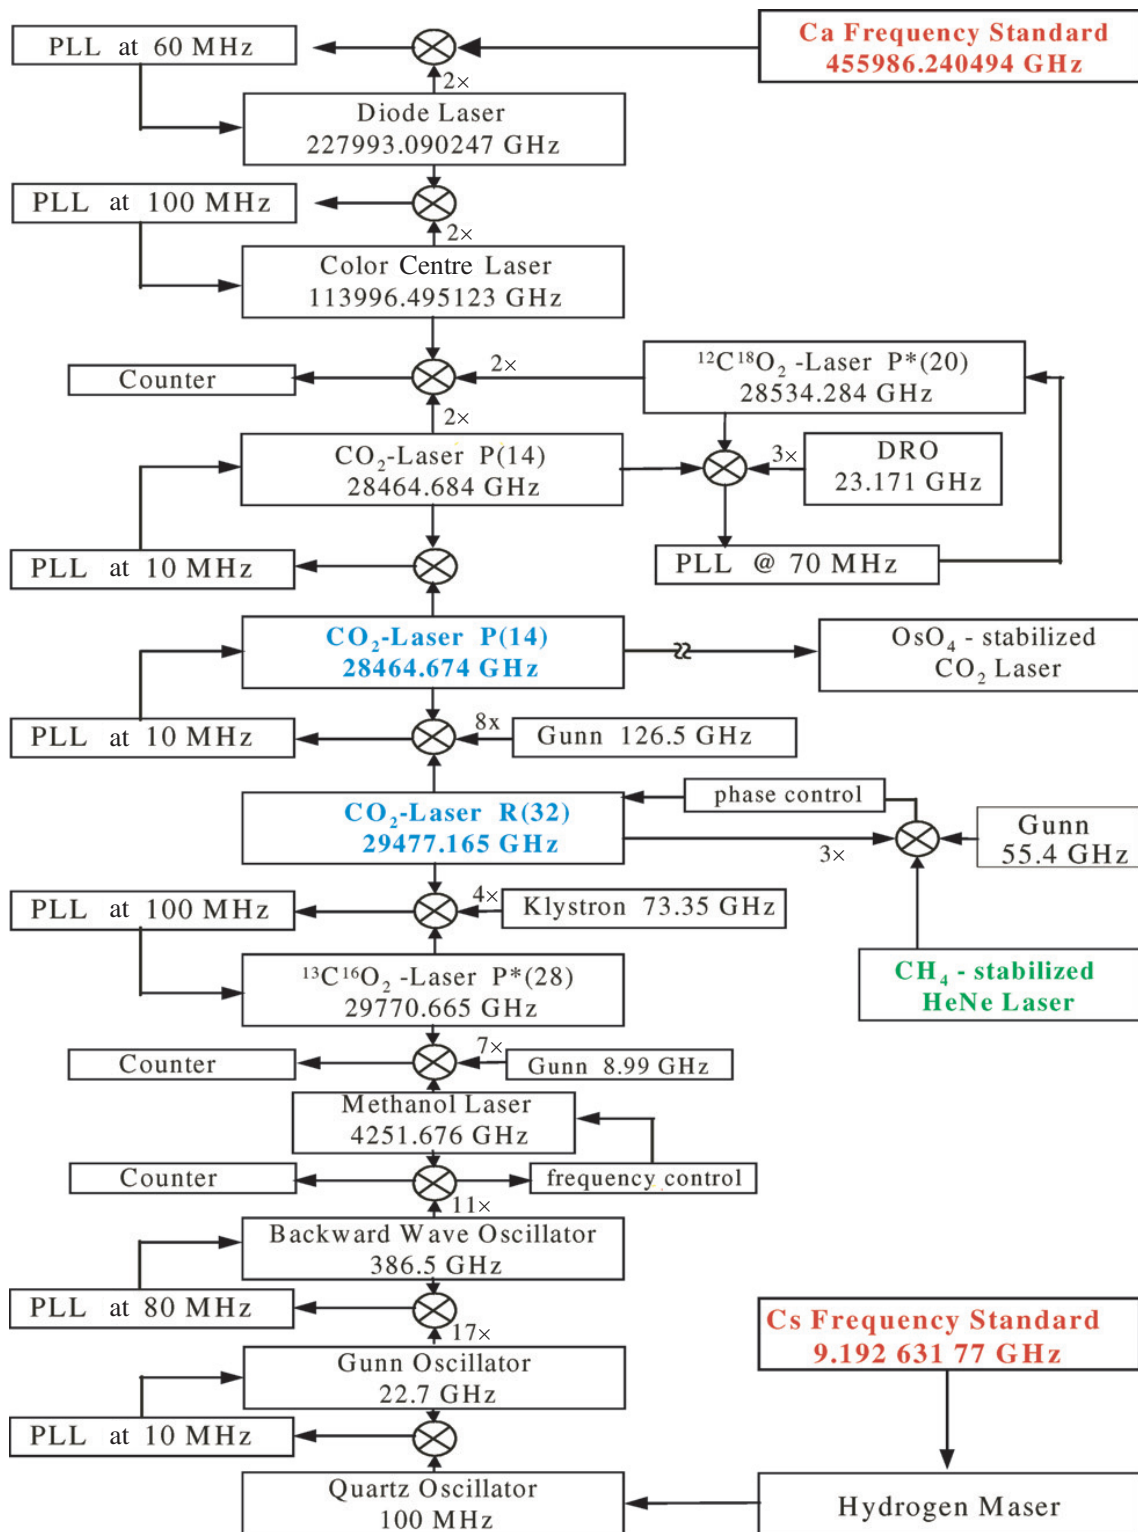 PLL at 60 MHz
Ca Frequency Standard
455986.240494 GHz
2×
Diode Laser
227993.090247 GHz
PLL at 100 MHz
2×
Color Centre Laser
113996.495123 GHz
Counter
2×
¹²C¹⁸O₂ -Laser P*(20)
28534.284 GHz
2×
CO₂-Laser P(14)
28464.684 GHz
3×
DRO
23.171 GHz
PLL at 10 MHz
PLL @ 70 MHz
CO₂-Laser P(14)
28464.674 GHz
OsO₄ - stabilized
CO₂ Laser
PLL at 10 MHz
8x
Gunn 126.5 GHz
CO₂-Laser R(32)
29477.165 GHz
phase control
3×
Gunn
55.4 GHz
PLL at 100 MHz
4×
Klystron 73.35 GHz
¹³C¹⁶O₂ -Laser P*(28)
29770.665 GHz
CH₄ - stabilized
HeNe Laser
Counter
7×
Gunn 8.99 GHz
Methanol Laser
4251.676 GHz
Counter
frequency control
11×
Backward Wave Oscillator
386.5 GHz
PLL at 80 MHz
17×
Cs Frequency Standard
9.192 631 77 GHz
Gunn Oscillator
22.7 GHz
PLL at 10 MHz
Quartz Oscillator
100 MHz
Hydrogen Maser